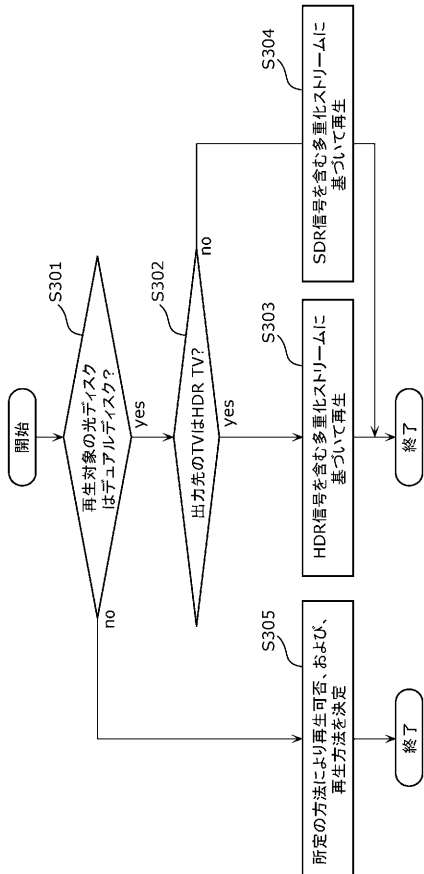 開始
S301
再生対象の光ディスク
はデュアルディスク?
no
yes
S302
出力先のTVはHDR TV?
no
yes
S305
所定の方法により再生可否、および、
再生方法を決定
S303
HDR信号を含む多重化ストリームに
基づいて再生
S304
SDR信号を含む多重化ストリームに
基づいて再生
終了
終了